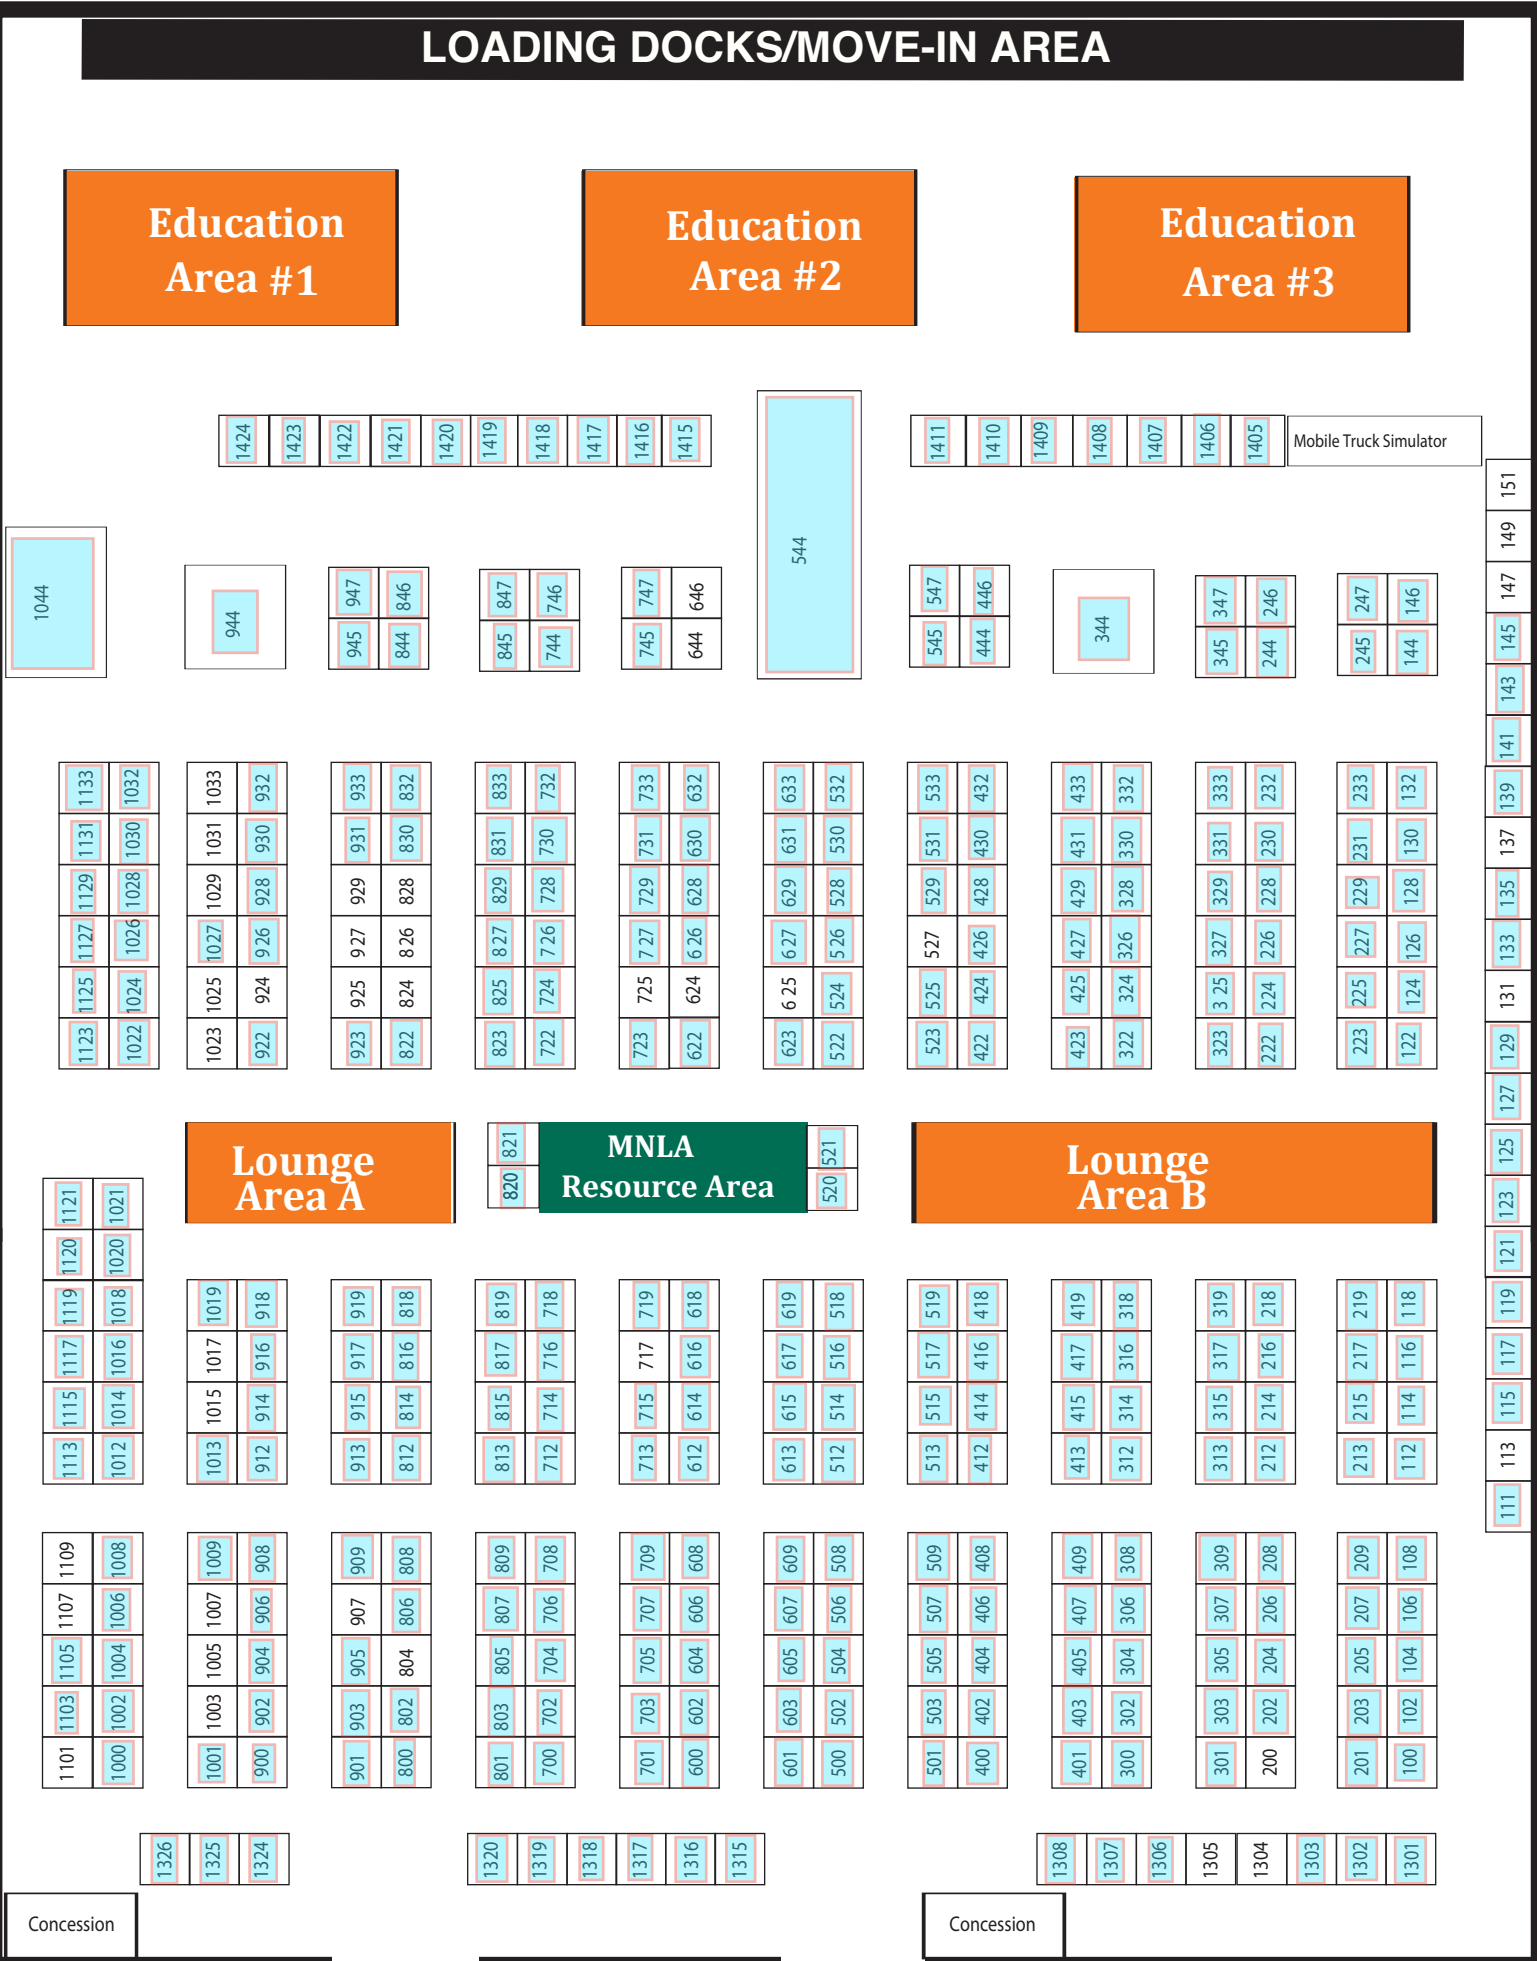 LOADING DOCKS/MOVE-IN AREA
Education
Area #1
Education
Area #2
Education
Area #3
1424 1423 1422 1421 1420 1419 1418 1417 1416 1415
1411 1410 1409 1408 1407 1406 1405 Mobile Truck Simulator
151
149
147
145
143
141
139
137
135
133
131
129
127
125
123
121
119
117
115
113
111
1044
944
544
344
947 846 847 746 747 646 547 446 347 246 247 146
945 844 845 744 745 644 545 444 345 244 245 144
1133 1032 1033 932 933 832 833 732 733 632 633 532 533 432 433 332 333 232 233 132
1131 1030 1031 930 931 830 831 730 731 630 631 530 531 430 431 330 331 230 231 130
1129 1028 1029 928 929 828 829 728 729 628 629 528 529 428 429 328 329 228 229 128
1127 1026 1027 926 927 826 827 726 727 626 627 526 527 426 427 326 327 226 227 126
1125 1024 1025 924 925 824 825 724 725 624 6 25 524 525 424 425 324 3 25 224 225 124
1123 1022 1023 922 923 822 823 722 723 622 623 522 523 422 423 322 323 222 223 122
Lounge
Area A
821
820
MNLA
Resource Area
521
520
Lounge
Area B
1121 1021
1120 1020
1119 1018 1019 918 919 818 819 718 719 618 619 518 519 418 419 318 319 218 219 118
1117 1016 1017 916 917 816 817 716 717 616 617 516 517 416 417 316 317 216 217 116
1115 1014 1015 914 915 814 815 714 715 614 615 514 515 414 415 314 315 214 215 114
1113 1012 1013 912 913 812 813 712 713 612 613 512 513 412 413 312 313 212 213 112
1109 1008 1009 908 909 808 809 708 709 608 609 508 509 408 409 308 309 208 209 108
1107 1006 1007 906 907 806 807 706 707 606 607 506 507 406 407 306 307 206 207 106
1105 1004 1005 904 905 804 805 704 705 604 605 504 505 404 405 304 305 204 205 104
1103 1002 1003 902 903 802 803 702 703 602 603 502 503 402 403 302 303 202 203 102
1101 1000 1001 900 901 800 801 700 701 600 601 500 501 400 401 300 301 200 201 100
1326 1325 1324
1320 1319 1318 1317 1316 1315
1308 1307 1306 1305 1304 1303 1302 1301
Concession
Concession